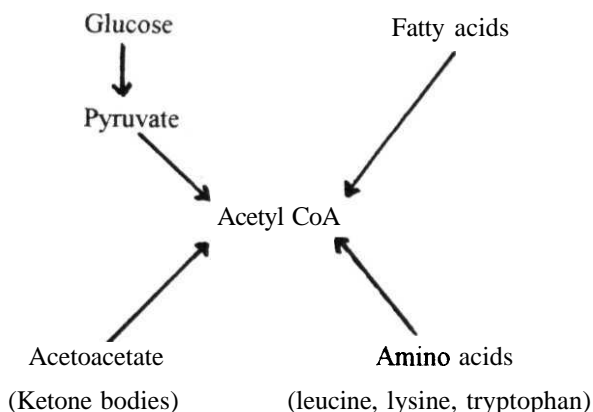 Glucose
Fatty acids
Pyruvate
Acetyl CoA
Acetoacetate
Amino acids
(Ketone bodies)
(leucine, lysine, tryptophan)